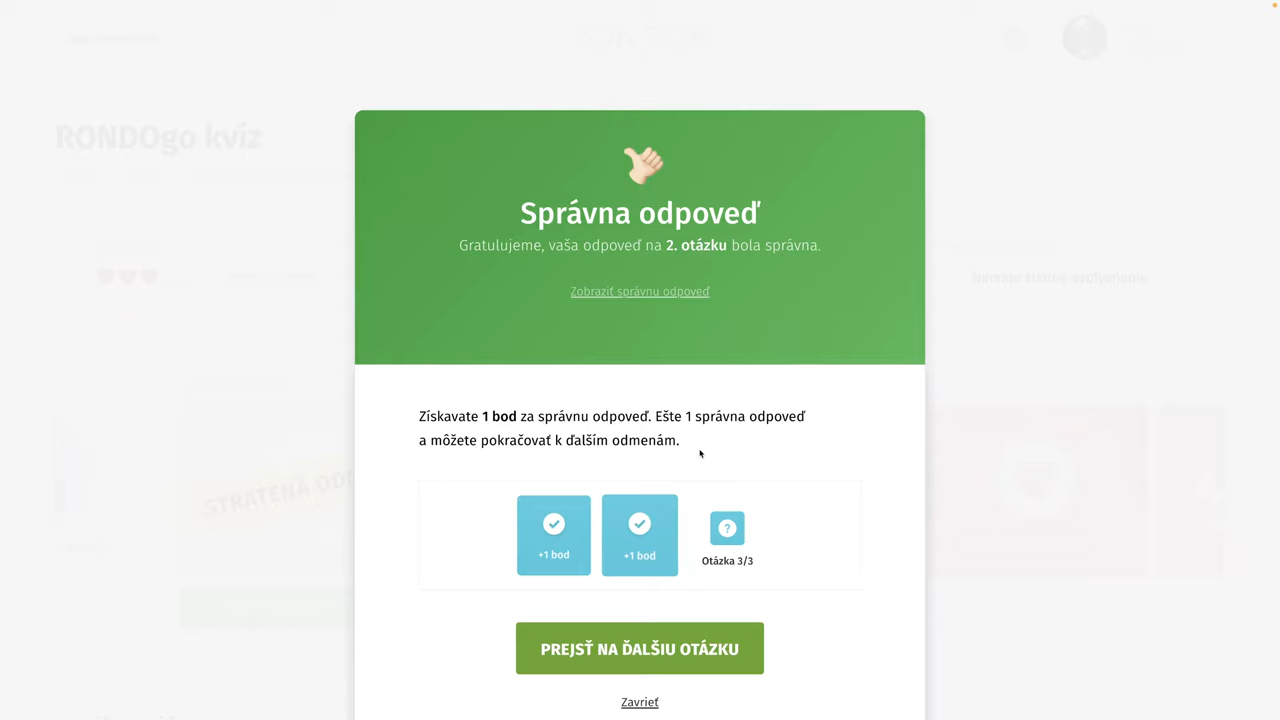 RONDOgo kvíz
Správna odpoveď
Gratulujeme, vaša odpoveď na 2. otázku bola správna.
Zobraziť správnu odpoveď
Získavate 1 bod za správnu odpoveď. Ešte 1 správna odpoveď
a môžete pokračovať k ďalším odmenám.
+1 bod
+1 bod
?
Otázka 3/3
PREJSŤ NA ĎALŠIU OTÁZKU
Zavrieť